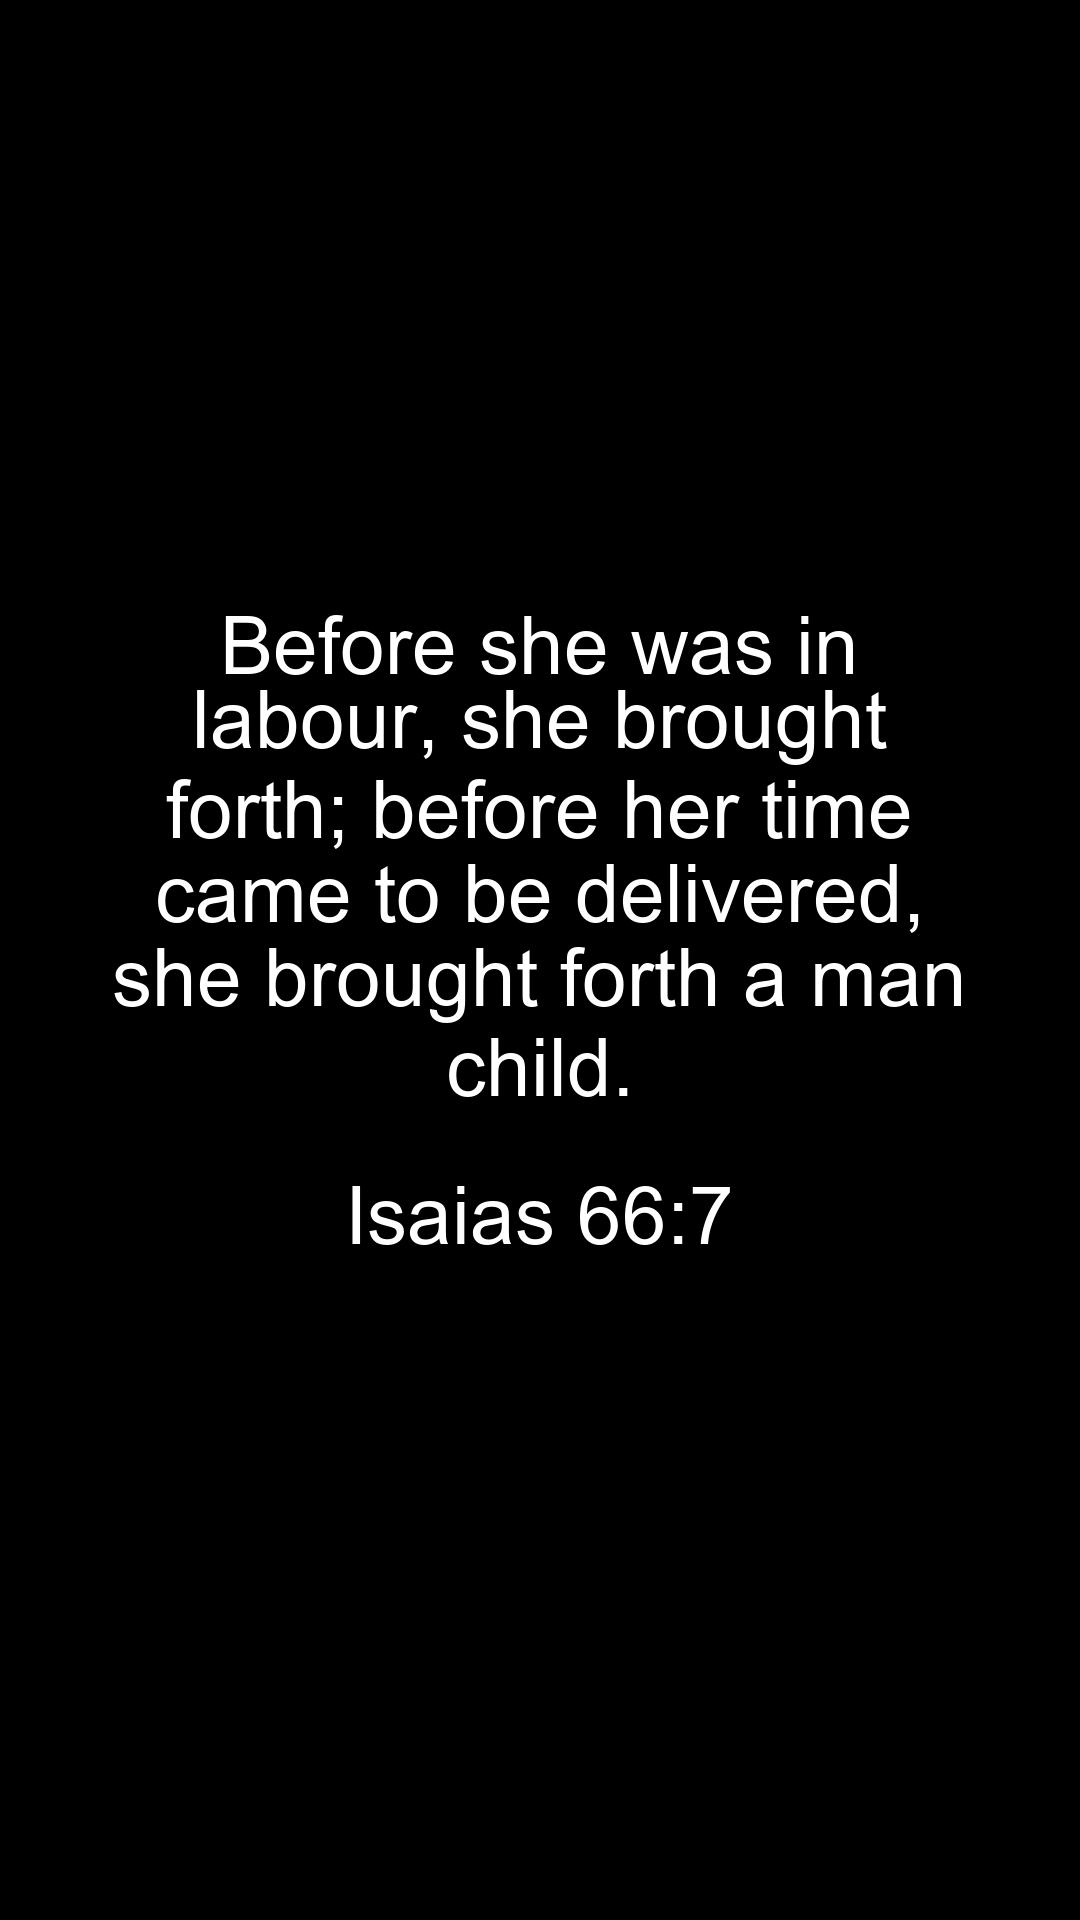 Before she was in
labour, she brought
forth; before her time
came to be delivered,
she brought forth a man
child.
Isaias 66:7